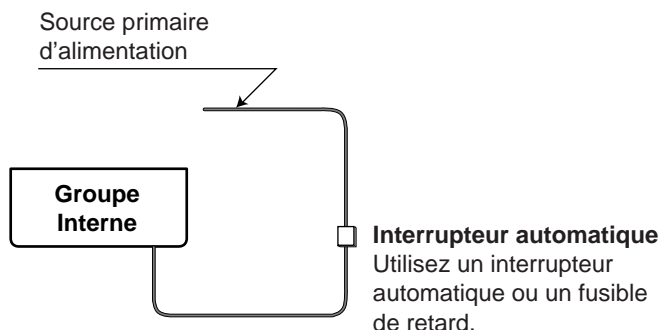 Source primaire
d'alimentation
Groupe
Interne
Interrupteur automatique
Utilisez un interrupteur
automatique ou un fusible
de retard.